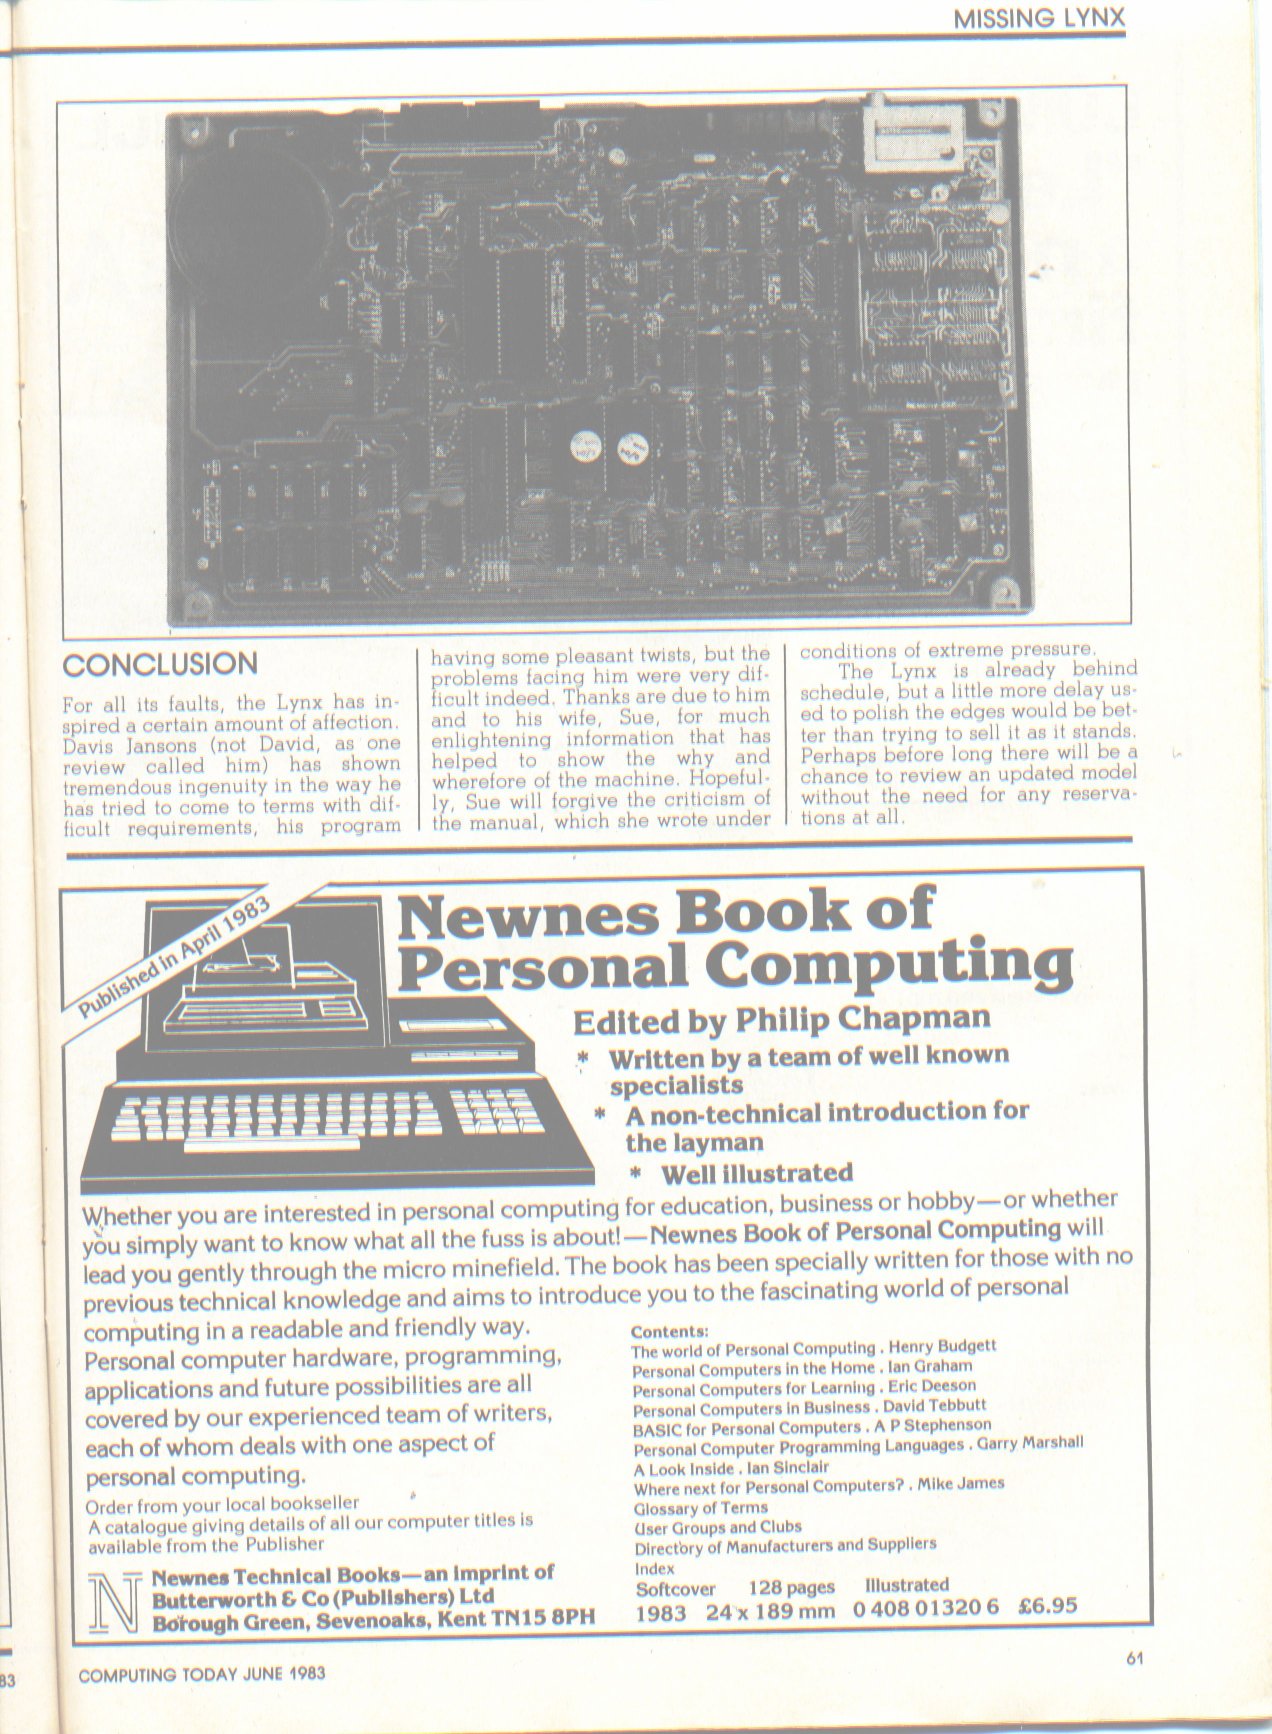 MISSING LYNX
CONCLUSION
For all its faults, the Lynx has in-
spired a certain amount of affection.
Davis Jansons (not David, as one
review called him) has shown
tremendous ingenuity in the way he
has tried to come to terms with dif-
ficult requirements, his program
having some pleasant twists, but the
problems facing him were very dif-
ficult indeed. Thanks are due to him
and to his wife, Sue, for much
enlightening information that has
helped to show the why and
wherefore of the machine. Hopeful-
ly, Sue will forgive the criticism of
the manual, which she wrote under
conditions of extreme pressure.
The Lynx is already behind
schedule, but a little more delay us-
ed to polish the edges would be bet-
ter than trying to sell it as it stands.
Perhaps before long there will be a
chance to review an updated model
without the need for any reserva-
tions at all.
Published in April 1983
Newnes Book of
Personal Computing
Edited by Philip Chapman
* Written by a team of well known
specialists
* A non-technical introduction for
the layman
* Well illustrated
Whether you are interested in personal computing for education, business or hobby—or whether
you simply want to know what all the fuss is about!—Newnes Book of Personal Computing will
lead you gently through the micro minefield. The book has been specially written for those with no
previous technical knowledge and aims to introduce you to the fascinating world of personal
computing in a readable and friendly way.
Personal computer hardware, programming,
applications and future possibilities are all
covered by our experienced team of writers,
each of whom deals with one aspect of
personal computing.
Order from your local bookseller
A catalogue giving details of all our computer titles is
available from the Publisher
N Newnes Technical Books—an imprint of
Butterworth & Co (Publishers) Ltd
Borough Green, Sevenoaks, Kent TN15 8PH
Contents:
The world of Personal Computing . Henry Budgett
Personal Computers in the Home . Ian Graham
Personal Computers for Learning . Eric Deeson
Personal Computers in Business . David Tebbutt
BASIC for Personal Computers . A P Stephenson
Personal Computer Programming Languages . Garry Marshall
A Look Inside . Ian Sinclair
Where next for Personal Computers? . Mike James
Glossary of Terms
User Groups and Clubs
Directory of Manufacturers and Suppliers
Index
Softcover 128 pages Illustrated
1983 24 x 189 mm 0 408 01320 6 £6.95
83
COMPUTING TODAY JUNE 1983
61